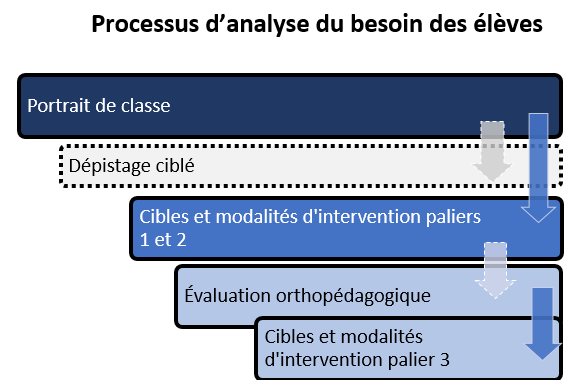 Processus d’analyse du besoin des élèves
Portrait de classe
Dépistage ciblé
Cibles et modalités d'intervention paliers
1 et 2
Évaluation orthopédagogique
Cibles et modalités
d'intervention palier 3